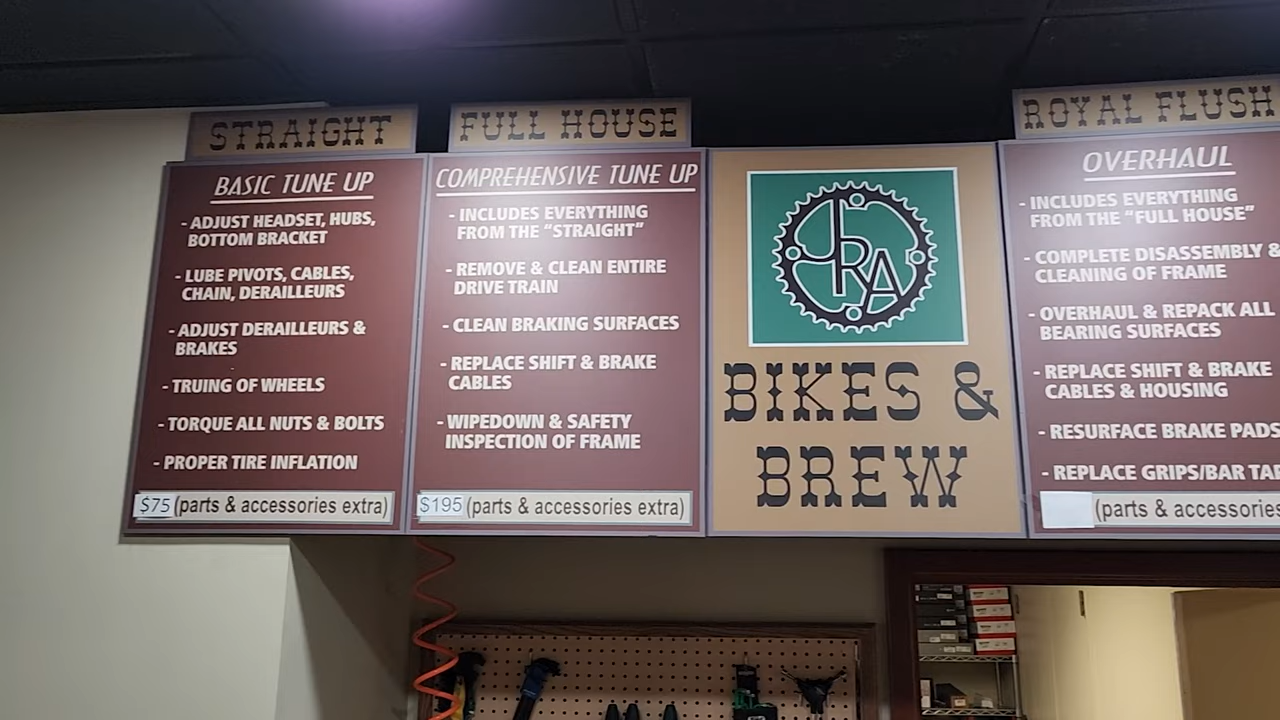 STRAIGHT
BASIC TUNE UP
- ADJUST HEADSET, HUBS,
BOTTOM BRACKET
- LUBE PIVOTS, CABLES,
CHAIN, DERAILLEURS
- ADJUST DERAILLEURS &
BRAKES
- TRUING OF WHEELS
- TORQUE ALL NUTS & BOLTS
- PROPER TIRE INFLATION
$75 (parts & accessories extra)
FULL HOUSE
COMPREHENSIVE TUNE UP
- INCLUDES EVERYTHING
FROM THE "STRAIGHT"
- REMOVE & CLEAN ENTIRE
DRIVE TRAIN
- CLEAN BRAKING SURFACES
- REPLACE SHIFT & BRAKE
CABLES
- WIPEDOWN & SAFETY
INSPECTION OF FRAME
$195 (parts & accessories extra)
JRA
BIKES &
BREW
ROYAL FLUSH
OVERHAUL
- INCLUDES EVERYTHING
FROM THE "FULL HOUSE"
- COMPLETE DISASSEMBLY &
CLEANING OF FRAME
- OVERHAUL & REPACK ALL
BEARING SURFACES
- REPLACE SHIFT & BRAKE
CABLES & HOUSING
- RESURFACE BRAKE PADS
- REPLACE GRIPS/BAR TAP
(parts & accessories